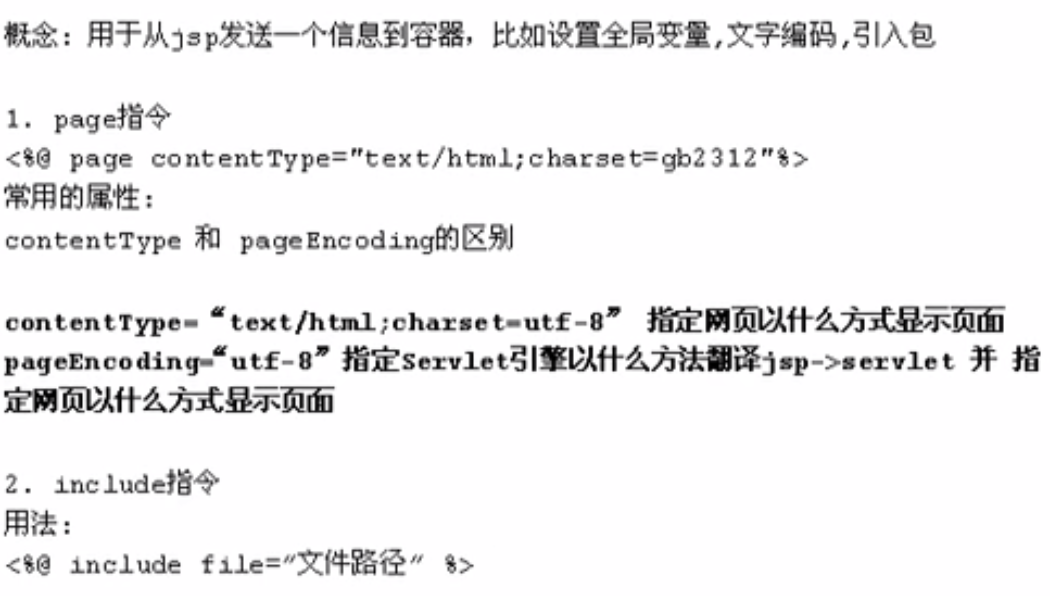 概念：用于从jsp发送一个信息到容器，比如设置全局变量,文字编码,引入包
1. page指令
<%@ page contentType="text/html;charset=gb2312"%>
常用的属性：
contentType 和 pageEncoding的区别
contentType=“text/html;charset=utf-8” 指定网页以什么方式显示页面
pageEncoding=“utf-8”指定Servlet引擎以什么方法翻译jsp->servlet 并 指
定网页以什么方式显示页面
2. include指令
用法：
<%@ include file="文件路径" %>